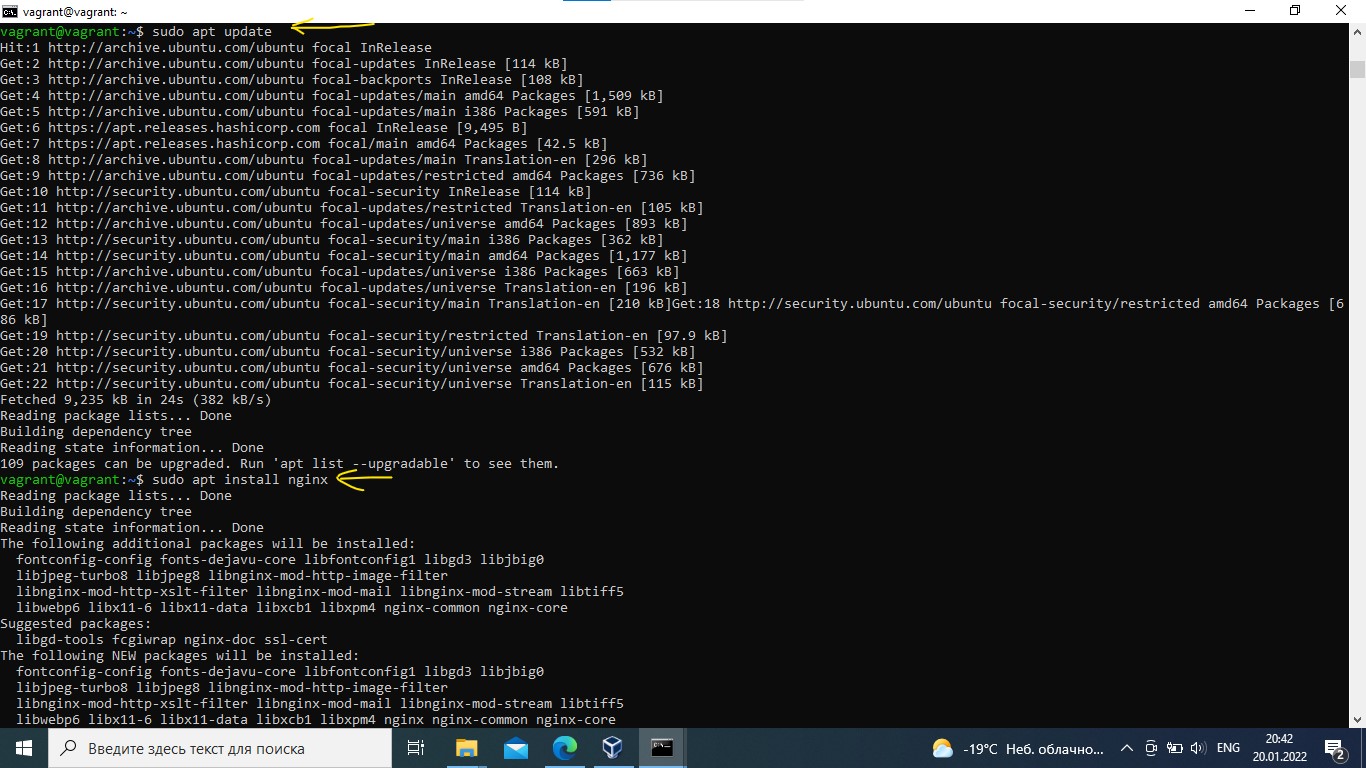 vagrant@vagrant: ~
vagrant@vagrant:~$ sudo apt update
Hit:1 http://archive.ubuntu.com/ubuntu focal InRelease
Get:2 http://archive.ubuntu.com/ubuntu focal-updates InRelease [114 kB]
Get:3 http://archive.ubuntu.com/ubuntu focal-backports InRelease [108 kB]
Get:4 http://archive.ubuntu.com/ubuntu focal-updates/main amd64 Packages [1,509 kB]
Get:5 http://archive.ubuntu.com/ubuntu focal-updates/main i386 Packages [591 kB]
Get:6 https://apt.releases.hashicorp.com focal InRelease [9,495 B]
Get:7 https://apt.releases.hashicorp.com focal/main amd64 Packages [42.5 kB]
Get:8 http://archive.ubuntu.com/ubuntu focal-updates/main Translation-en [296 kB]
Get:9 http://archive.ubuntu.com/ubuntu focal-updates/restricted amd64 Packages [736 kB]
Get:10 http://security.ubuntu.com/ubuntu focal-security InRelease [114 kB]
Get:11 http://archive.ubuntu.com/ubuntu focal-updates/restricted Translation-en [105 kB]
Get:12 http://archive.ubuntu.com/ubuntu focal-updates/universe amd64 Packages [893 kB]
Get:13 http://security.ubuntu.com/ubuntu focal-security/main i386 Packages [362 kB]
Get:14 http://security.ubuntu.com/ubuntu focal-security/main amd64 Packages [1,177 kB]
Get:15 http://archive.ubuntu.com/ubuntu focal-updates/universe i386 Packages [663 kB]
Get:16 http://archive.ubuntu.com/ubuntu focal-updates/universe Translation-en [196 kB]
Get:17 http://security.ubuntu.com/ubuntu focal-security/main Translation-en [210 kB]Get:18 http://security.ubuntu.com/ubuntu focal-security/restricted amd64 Packages [6
86 kB]
Get:19 http://security.ubuntu.com/ubuntu focal-security/restricted Translation-en [97.9 kB]
Get:20 http://security.ubuntu.com/ubuntu focal-security/universe i386 Packages [532 kB]
Get:21 http://security.ubuntu.com/ubuntu focal-security/universe amd64 Packages [676 kB]
Get:22 http://security.ubuntu.com/ubuntu focal-security/universe Translation-en [115 kB]
Fetched 9,235 kB in 24s (382 kB/s)
Reading package lists... Done
Building dependency tree
Reading state information... Done
109 packages can be upgraded. Run 'apt list --upgradable' to see them.
vagrant@vagrant:~$ sudo apt install nginx
Reading package lists... Done
Building dependency tree
Reading state information... Done
The following additional packages will be installed:
  fontconfig-config fonts-dejavu-core libfontconfig1 libgd3 libjbig0
  libjpeg-turbo8 libjpeg8 libnginx-mod-http-image-filter
  libnginx-mod-http-xslt-filter libnginx-mod-mail libnginx-mod-stream libtiff5
  libwebp6 libx11-6 libx11-data libxcb1 libxpm4 nginx-common nginx-core
Suggested packages:
  libgd-tools fcgiwrap nginx-doc ssl-cert
The following NEW packages will be installed:
  fontconfig-config fonts-dejavu-core libfontconfig1 libgd3 libjbig0
  libjpeg-turbo8 libjpeg8 libnginx-mod-http-image-filter
  libnginx-mod-http-xslt-filter libnginx-mod-mail libnginx-mod-stream libtiff5
  libwebp6 libx11-6 libx11-data libxcb1 libxpm4 nginx nginx-common nginx-core
Введите здесь текст для поиска
-19°C Неб. облачно...
ENG
20:42
20.01.2022
2